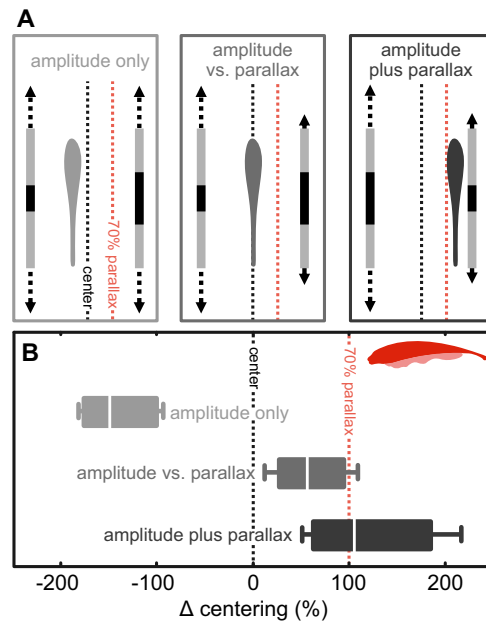 A
amplitude only
center
70% parallax
amplitude
vs. parallax
amplitude
plus parallax
B
center
70% parallax
amplitude only
amplitude vs. parallax
amplitude plus parallax
-200
-100
0
100
200
Δ centering (%)